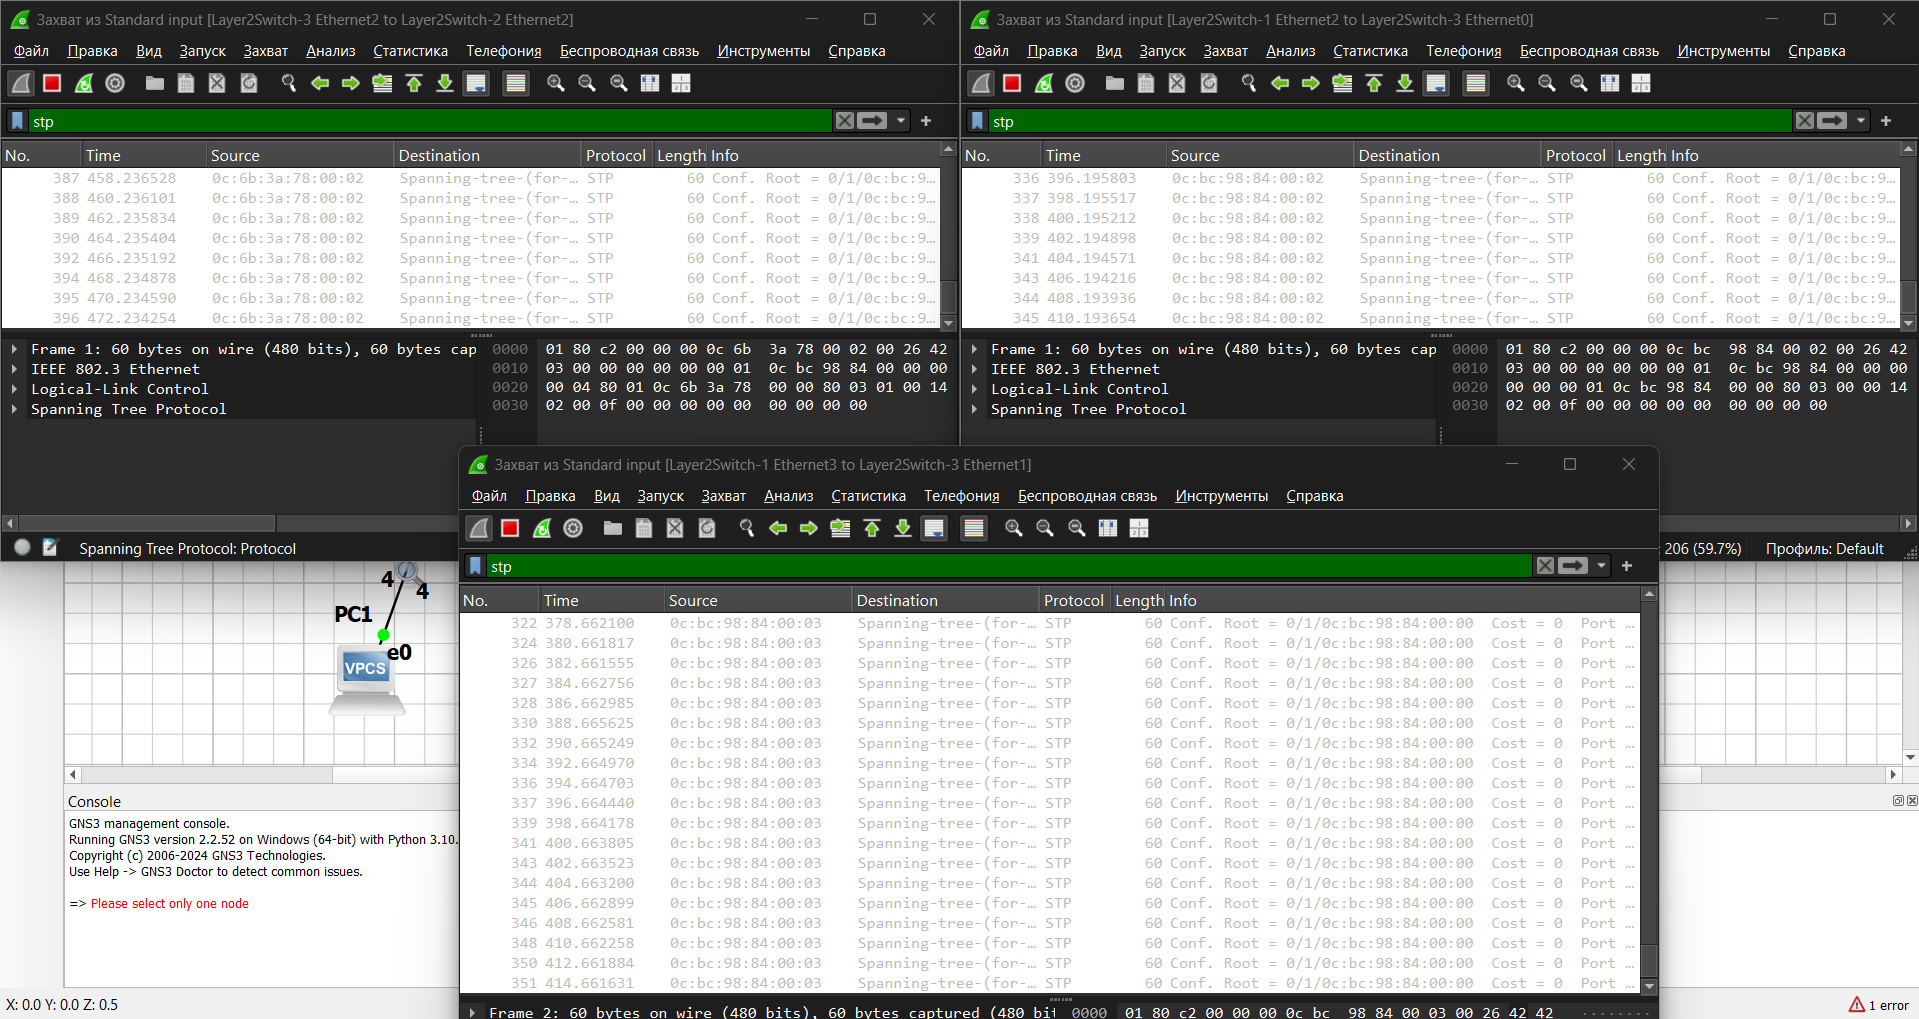 Захват из Standard input [Layer2Switch-3 Ethernet2 to Layer2Switch-2 Ethernet2]
Файл Правка Вид Запуск Захват Анализ Статистика Телефония Беспроводная связь Инструменты Справка
stp
No. Time Source Destination Protocol Length Info
387 458.236528 0c:6b:3a:78:00:02 Spanning-tree-(for-… STP 60 Conf. Root = 0/1/0c:bc:9…
388 460.236101 0c:6b:3a:78:00:02 Spanning-tree-(for-… STP 60 Conf. Root = 0/1/0c:bc:9…
389 462.235834 0c:6b:3a:78:00:02 Spanning-tree-(for-… STP 60 Conf. Root = 0/1/0c:bc:9…
390 464.235404 0c:6b:3a:78:00:02 Spanning-tree-(for-… STP 60 Conf. Root = 0/1/0c:bc:9…
392 466.235192 0c:6b:3a:78:00:02 Spanning-tree-(for-… STP 60 Conf. Root = 0/1/0c:bc:9…
394 468.234878 0c:6b:3a:78:00:02 Spanning-tree-(for-… STP 60 Conf. Root = 0/1/0c:bc:9…
395 470.234590 0c:6b:3a:78:00:02 Spanning-tree-(for-… STP 60 Conf. Root = 0/1/0c:bc:9…
396 472.234254 0c:6b:3a:78:00:02 Spanning-tree-(for-… STP 60 Conf. Root = 0/1/0c:bc:9…
Frame 1: 60 bytes on wire (480 bits), 60 bytes cap
IEEE 802.3 Ethernet
Logical-Link Control
Spanning Tree Protocol
0000 01 80 c2 00 00 00 0c 6b 3a 78 00 02 00 26 42
0010 03 00 00 00 00 00 01 0c bc 98 84 00 00 00
0020 00 04 80 01 0c 6b 3a 78 00 00 80 03 01 00 14
0030 02 00 0f 00 00 00 00 00 00 00 00 00
Spanning Tree Protocol: Protocol
Захват из Standard input [Layer2Switch-1 Ethernet2 to Layer2Switch-3 Ethernet0]
Файл Правка Вид Запуск Захват Анализ Статистика Телефония Беспроводная связь Инструменты Справка
stp
No. Time Source Destination Protocol Length Info
336 396.195803 0c:bc:98:84:00:02 Spanning-tree-(for-… STP 60 Conf. Root = 0/1/0c:bc:9…
337 398.195517 0c:bc:98:84:00:02 Spanning-tree-(for-… STP 60 Conf. Root = 0/1/0c:bc:9…
338 400.195212 0c:bc:98:84:00:02 Spanning-tree-(for-… STP 60 Conf. Root = 0/1/0c:bc:9…
339 402.194898 0c:bc:98:84:00:02 Spanning-tree-(for-… STP 60 Conf. Root = 0/1/0c:bc:9…
341 404.194571 0c:bc:98:84:00:02 Spanning-tree-(for-… STP 60 Conf. Root = 0/1/0c:bc:9…
343 406.194216 0c:bc:98:84:00:02 Spanning-tree-(for-… STP 60 Conf. Root = 0/1/0c:bc:9…
344 408.193936 0c:bc:98:84:00:02 Spanning-tree-(for-… STP 60 Conf. Root = 0/1/0c:bc:9…
345 410.193654 0c:bc:98:84:00:02 Spanning-tree-(for-… STP 60 Conf. Root = 0/1/0c:bc:9…
Frame 1: 60 bytes on wire (480 bits), 60 bytes cap
IEEE 802.3 Ethernet
Logical-Link Control
Spanning Tree Protocol
0000 01 80 c2 00 00 00 0c bc 98 84 00 02 00 26 42
0010 03 00 00 00 00 00 01 0c bc 98 84 00 00 00
0020 00 00 00 01 0c bc 98 84 00 00 80 03 00 00 14
0030 02 00 0f 00 00 00 00 00 00 00 00 00
: 206 (59.7%) Профиль: Default
Захват из Standard input [Layer2Switch-1 Ethernet3 to Layer2Switch-3 Ethernet1]
Файл Правка Вид Запуск Захват Анализ Статистика Телефония Беспроводная связь Инструменты Справка
stp
No. Time Source Destination Protocol Length Info
322 378.662100 0c:bc:98:84:00:03 Spanning-tree-(for-… STP 60 Conf. Root = 0/1/0c:bc:98:84:00:00 Cost = 0 Port …
324 380.661817 0c:bc:98:84:00:03 Spanning-tree-(for-… STP 60 Conf. Root = 0/1/0c:bc:98:84:00:00 Cost = 0 Port …
326 382.661555 0c:bc:98:84:00:03 Spanning-tree-(for-… STP 60 Conf. Root = 0/1/0c:bc:98:84:00:00 Cost = 0 Port …
327 384.662756 0c:bc:98:84:00:03 Spanning-tree-(for-… STP 60 Conf. Root = 0/1/0c:bc:98:84:00:00 Cost = 0 Port …
328 386.662985 0c:bc:98:84:00:03 Spanning-tree-(for-… STP 60 Conf. Root = 0/1/0c:bc:98:84:00:00 Cost = 0 Port …
330 388.665625 0c:bc:98:84:00:03 Spanning-tree-(for-… STP 60 Conf. Root = 0/1/0c:bc:98:84:00:00 Cost = 0 Port …
332 390.665249 0c:bc:98:84:00:03 Spanning-tree-(for-… STP 60 Conf. Root = 0/1/0c:bc:98:84:00:00 Cost = 0 Port …
334 392.664970 0c:bc:98:84:00:03 Spanning-tree-(for-… STP 60 Conf. Root = 0/1/0c:bc:98:84:00:00 Cost = 0 Port …
336 394.664703 0c:bc:98:84:00:03 Spanning-tree-(for-… STP 60 Conf. Root = 0/1/0c:bc:98:84:00:00 Cost = 0 Port …
337 396.664440 0c:bc:98:84:00:03 Spanning-tree-(for-… STP 60 Conf. Root = 0/1/0c:bc:98:84:00:00 Cost = 0 Port …
339 398.664178 0c:bc:98:84:00:03 Spanning-tree-(for-… STP 60 Conf. Root = 0/1/0c:bc:98:84:00:00 Cost = 0 Port …
341 400.663805 0c:bc:98:84:00:03 Spanning-tree-(for-… STP 60 Conf. Root = 0/1/0c:bc:98:84:00:00 Cost = 0 Port …
343 402.663523 0c:bc:98:84:00:03 Spanning-tree-(for-… STP 60 Conf. Root = 0/1/0c:bc:98:84:00:00 Cost = 0 Port …
344 404.663200 0c:bc:98:84:00:03 Spanning-tree-(for-… STP 60 Conf. Root = 0/1/0c:bc:98:84:00:00 Cost = 0 Port …
345 406.662899 0c:bc:98:84:00:03 Spanning-tree-(for-… STP 60 Conf. Root = 0/1/0c:bc:98:84:00:00 Cost = 0 Port …
346 408.662581 0c:bc:98:84:00:03 Spanning-tree-(for-… STP 60 Conf. Root = 0/1/0c:bc:98:84:00:00 Cost = 0 Port …
348 410.662258 0c:bc:98:84:00:03 Spanning-tree-(for-… STP 60 Conf. Root = 0/1/0c:bc:98:84:00:00 Cost = 0 Port …
350 412.661884 0c:bc:98:84:00:03 Spanning-tree-(for-… STP 60 Conf. Root = 0/1/0c:bc:98:84:00:00 Cost = 0 Port …
351 414.661631 0c:bc:98:84:00:03 Spanning-tree-(for-… STP 60 Conf. Root = 0/1/0c:bc:98:84:00:00 Cost = 0 Port …
Frame 2: 60 bytes on wire (480 bits), 60 bytes captured (480 bit 0000 01 80 c2 00 00 00 0c bc 98 84 00 03 00 26 42 42
4
4
PC1
e0
VPCS
Console
GNS3 management console.
Running GNS3 version 2.2.52 on Windows (64-bit) with Python 3.10.
Copyright (c) 2006-2024 GNS3 Technologies.
Use Help -> GNS3 Doctor to detect common issues.
=> Please select only one node
X: 0.0 Y: 0.0 Z: 0.5
1 error